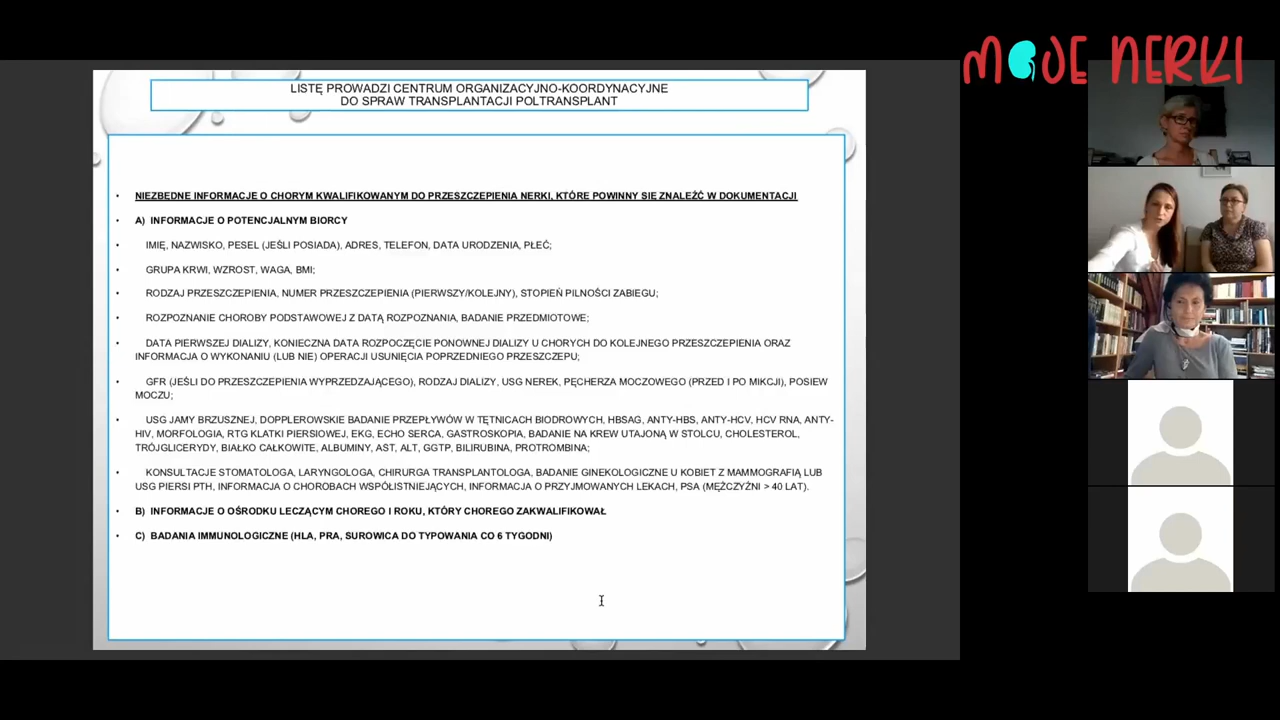 MOJE NERKI
LISTĘ PROWADZI CENTRUM ORGANIZACYJNO-KOORDYNACYJNE
DO SPRAW TRANSPLANTACJI POLTRANSPLANT
• NIEZBĘDNE INFORMACJE O CHORYM KWALIFIKOWANYM DO PRZESZCZEPIENIA NERKI, KTÓRE POWINNY SIĘ ZNALEŹĆ W DOKUMENTACJI
• A) INFORMACJE O POTENCJALNYM BIORCY
• IMIĘ, NAZWISKO, PESEL (JEŚLI POSIADA), ADRES, TELEFON, DATA URODZENIA, PŁEĆ;
• GRUPA KRWI, WZROST, WAGA, BMI;
• RODZAJ PRZESZCZEPIENIA, NUMER PRZESZCZEPIENIA (PIERWSZY/KOLEJNY), STOPIEŃ PILNOŚCI ZABIEGU;
• ROZPOZNANIE CHOROBY PODSTAWOWEJ Z DATĄ ROZPOZNANIA, BADANIE PRZEDMIOTOWE;
• DATA PIERWSZEJ DIALIZY, KONIECZNA DATA ROZPOCZĘCIE PONOWNEJ DIALIZY U CHORYCH DO KOLEJNEGO PRZESZCZEPIENIA ORAZ
INFORMACJA O WYKONANIU (LUB NIE) OPERACJI USUNIĘCIA POPRZEDNIEGO PRZESZCZEPU;
• GFR (JEŚLI DO PRZESZCZEPIENIA WYPRZEDZAJĄCEGO), RODZAJ DIALIZY, USG NEREK, PĘCHERZA MOCZOWEGO (PRZED I PO MIKCJI), POSIEW
MOCZU;
• USG JAMY BRZUSZNEJ, DOPPLEROWSKIE BADANIE PRZEPŁYWÓW W TĘTNICACH BIODROWYCH, HBSAG, ANTY-HBS, ANTY-HCV, HCV RNA, ANTY-
HIV, MORFOLOGIA, RTG KLATKI PIERSIOWEJ, EKG, ECHO SERCA, GASTROSKOPIA, BADANIE NA KREW UTAJONĄ W STOLCU, CHOLESTEROL,
TRÓJGLICERYDY, BIAŁKO CAŁKOWITE, ALBUMINY, AST, ALT, GGTP, BILIRUBINA, PROTROMBINA;
• KONSULTACJE STOMATOLOGA, LARYNGOLOGA, CHIRURGA TRANSPLANTOLOGA, BADANIE GINEKOLOGICZNE U KOBIET Z MAMMOGRAFIĄ LUB
USG PIERSI PTH, INFORMACJA O CHOROBACH WSPÓŁISTNIEJĄCYCH, INFORMACJA O PRZYJMOWANYCH LEKACH, PSA (MĘŻCZYŹNI > 40 LAT).
• B) INFORMACJE O OŚRODKU LECZĄCYM CHOREGO I ROKU, KTÓRY CHOREGO ZAKWALIFIKOWAŁ
• C) BADANIA IMMUNOLOGICZNE (HLA, PRA, SUROWICA DO TYPOWANIA CO 6 TYGODNI)